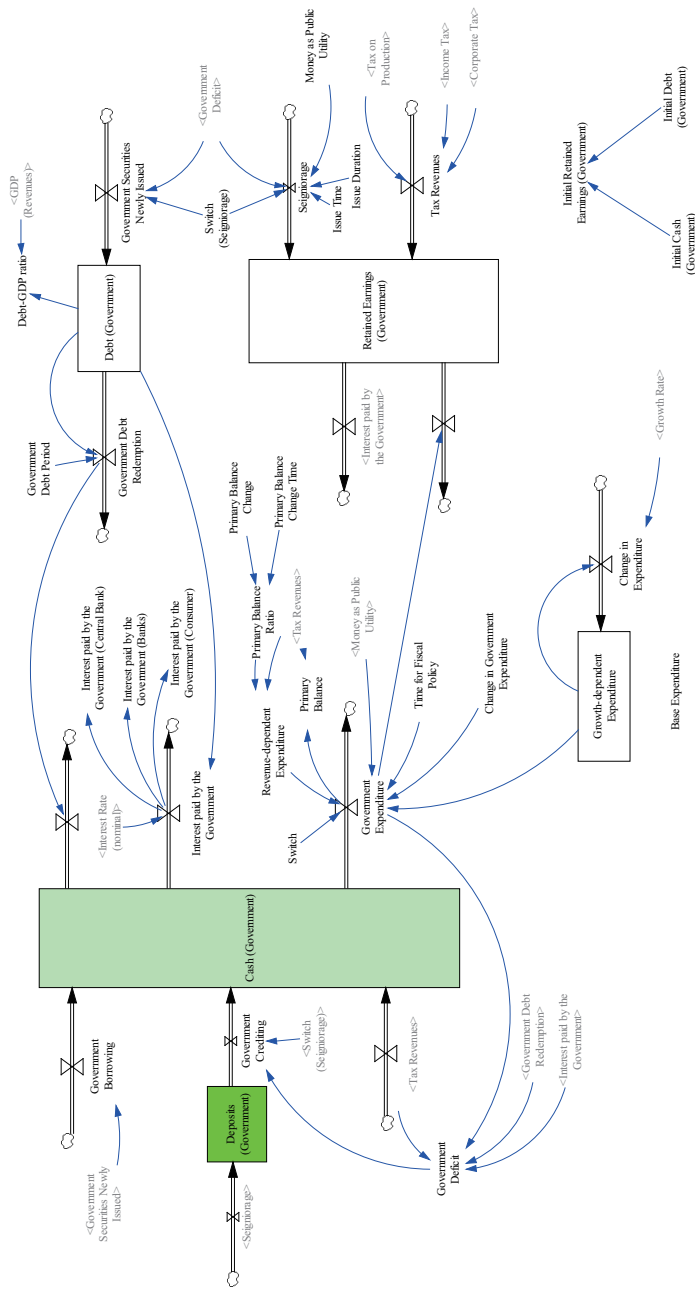 <Government
Securities Newly
Issued>
Government
Borrowing
<Interest Rate
(nominal)>
Interest paid by the
Government (Central Bank)
Interest paid by the
Government (Banks)
Interest paid by the
Government (Consumer)
Interest paid by the
Government
Government
Debt Period
Government Debt
Redemption
Debt (Government)
Debt-GDP ratio
<GDP
(Revenues)>
Government Securities
Newly Issued
<Government
Deficit>
Switch
(Seigniorage)
<Seigniorage>
Deposits
(Government)
Government
Crediting
<Switch
(Seigniorage)>
Cash (Government)
Switch
Revenue-dependent
Expenditure
Primary
Balance
<Tax Revenues>
Primary Balance
Ratio
Primary Balance
Change
Primary Balance
Change Time
<Interest paid by
the Government>
Retained Earnings
(Government)
Seigniorage
Issue Time
Issue Duration
Money as Public
Utility
<Tax on
Production>
Tax Revenues
<Income Tax>
<Corporate Tax>
<Tax Revenues>
Government
Deficit
<Government Debt
Redemption>
<Interest paid by the
Government>
Government
Expenditure
<Money as Public
Utility>
Time for Fiscal
Policy
Change in Government
Expenditure
Growth-dependent
Expenditure
Change in
Expenditure
<Growth Rate>
Base Expenditure
Initial Retained
Earnings (Government)
Initial Cash
(Government)
Initial Debt
(Government)